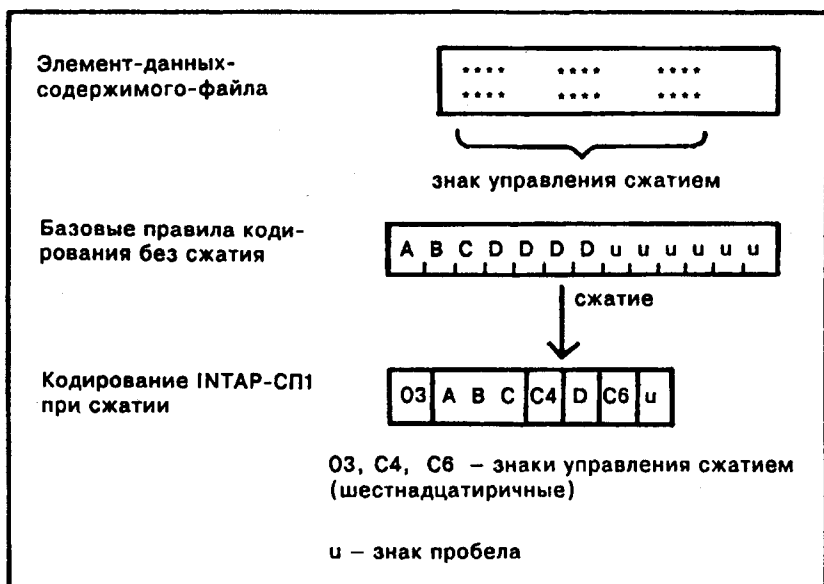 Элемент-данных-
содержимого-файла
**** **** ****
**** **** ****
знак управления сжатием
Базовые правила коди-
рования без сжатия
A B C D D D D u u u u u u
сжатие
Кодирование INTAP-СП1
при сжатии
03 A B C C4 D C6 u
03, C4, C6 – знаки управления сжатием
(шестнадцатиричные)
u – знак пробела